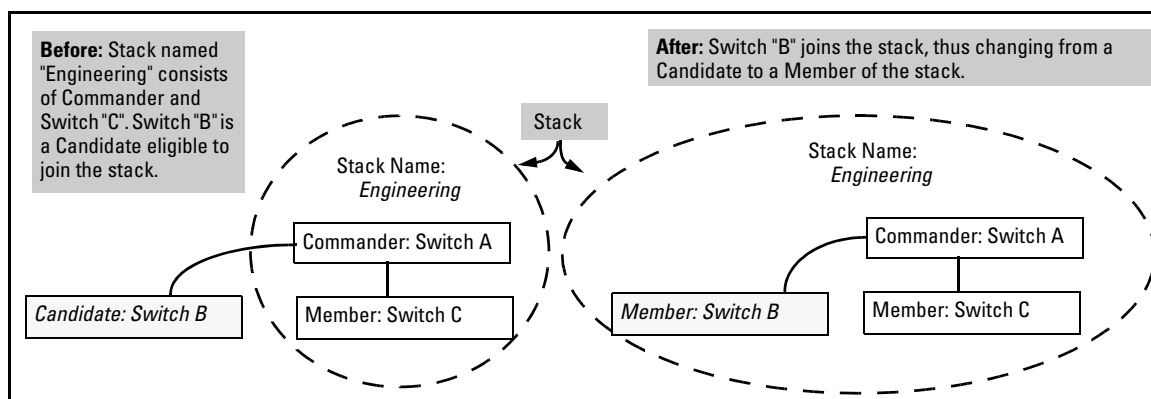 Before: Stack named
"Engineering" consists
of Commander and
Switch "C". Switch "B" is
a Candidate eligible to
join the stack.
After: Switch "B" joins the stack, thus changing from a
Candidate to a Member of the stack.
Stack
Stack Name:
Engineering
Commander: Switch A
Candidate: Switch B
Member: Switch C
Stack Name:
Engineering
Commander: Switch A
Member: Switch B
Member: Switch C